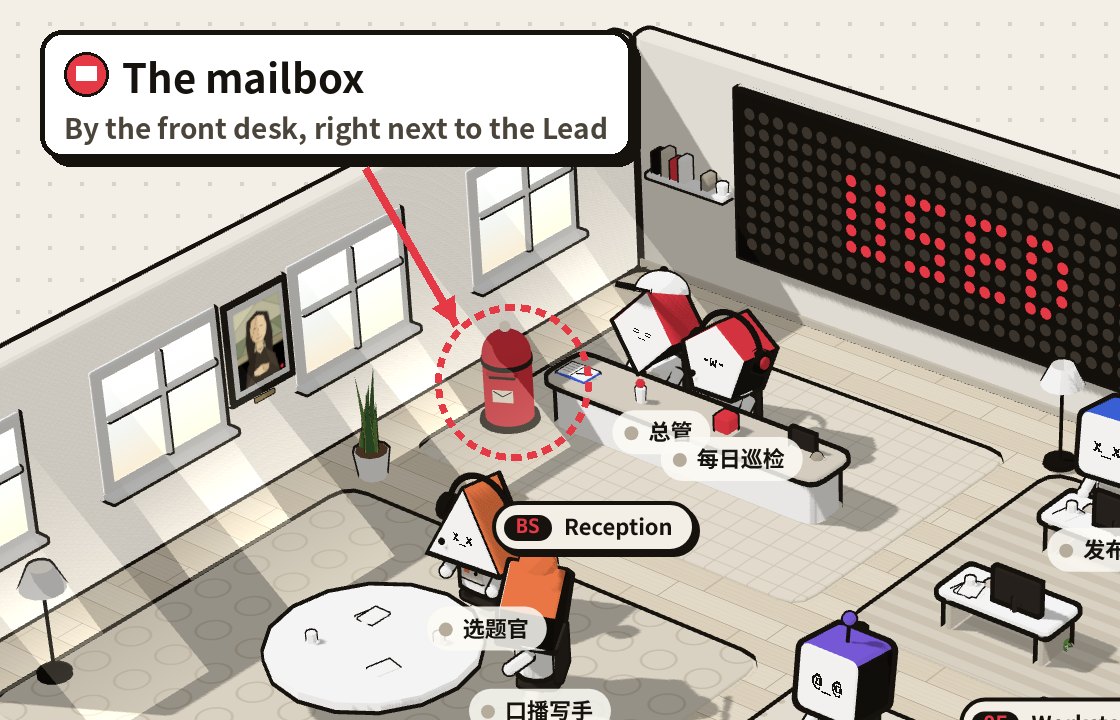 The mailbox
By the front desk, right next to the Lead
USED
总管
每日巡检
BS Reception
发布
选题官
口播写手